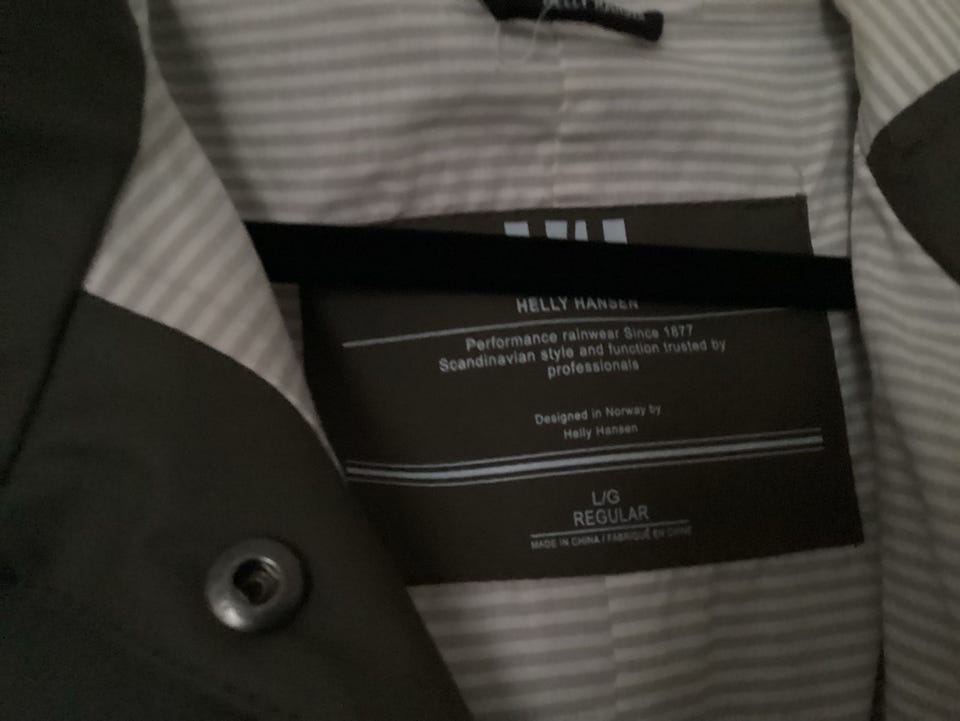 HELLY HANSEN
Performance rainwear Since 1877
Scandinavian style and function trusted by
professionals
Designed in Norway by
Helly Hansen
L/G
REGULAR
MADE IN CHINA / FABRIQUÉ EN CHINE